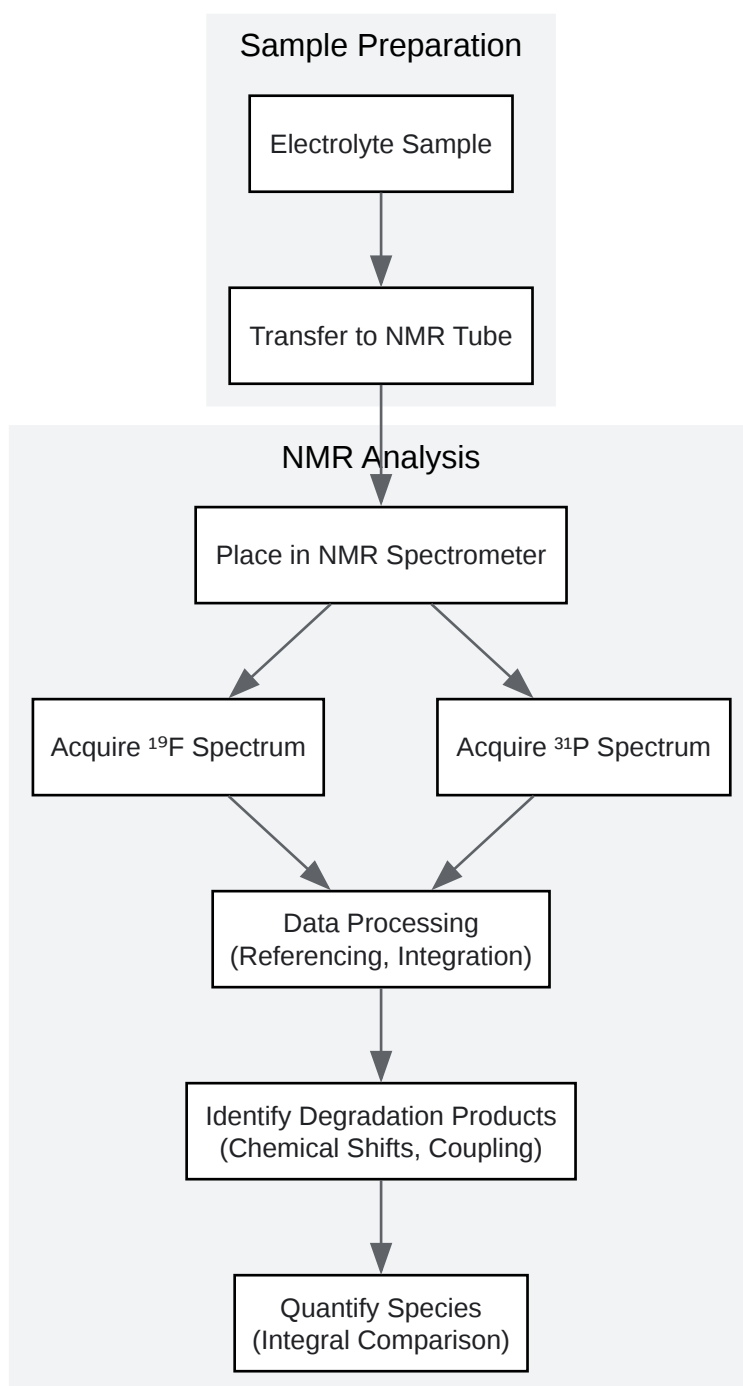 Sample Preparation
Electrolyte Sample
Transfer to NMR Tube
NMR Analysis
Place in NMR Spectrometer
Acquire ¹⁹F Spectrum
Acquire ³¹P Spectrum
Data Processing
(Referencing, Integration)
Identify Degradation Products
(Chemical Shifts, Coupling)
Quantify Species
(Integral Comparison)